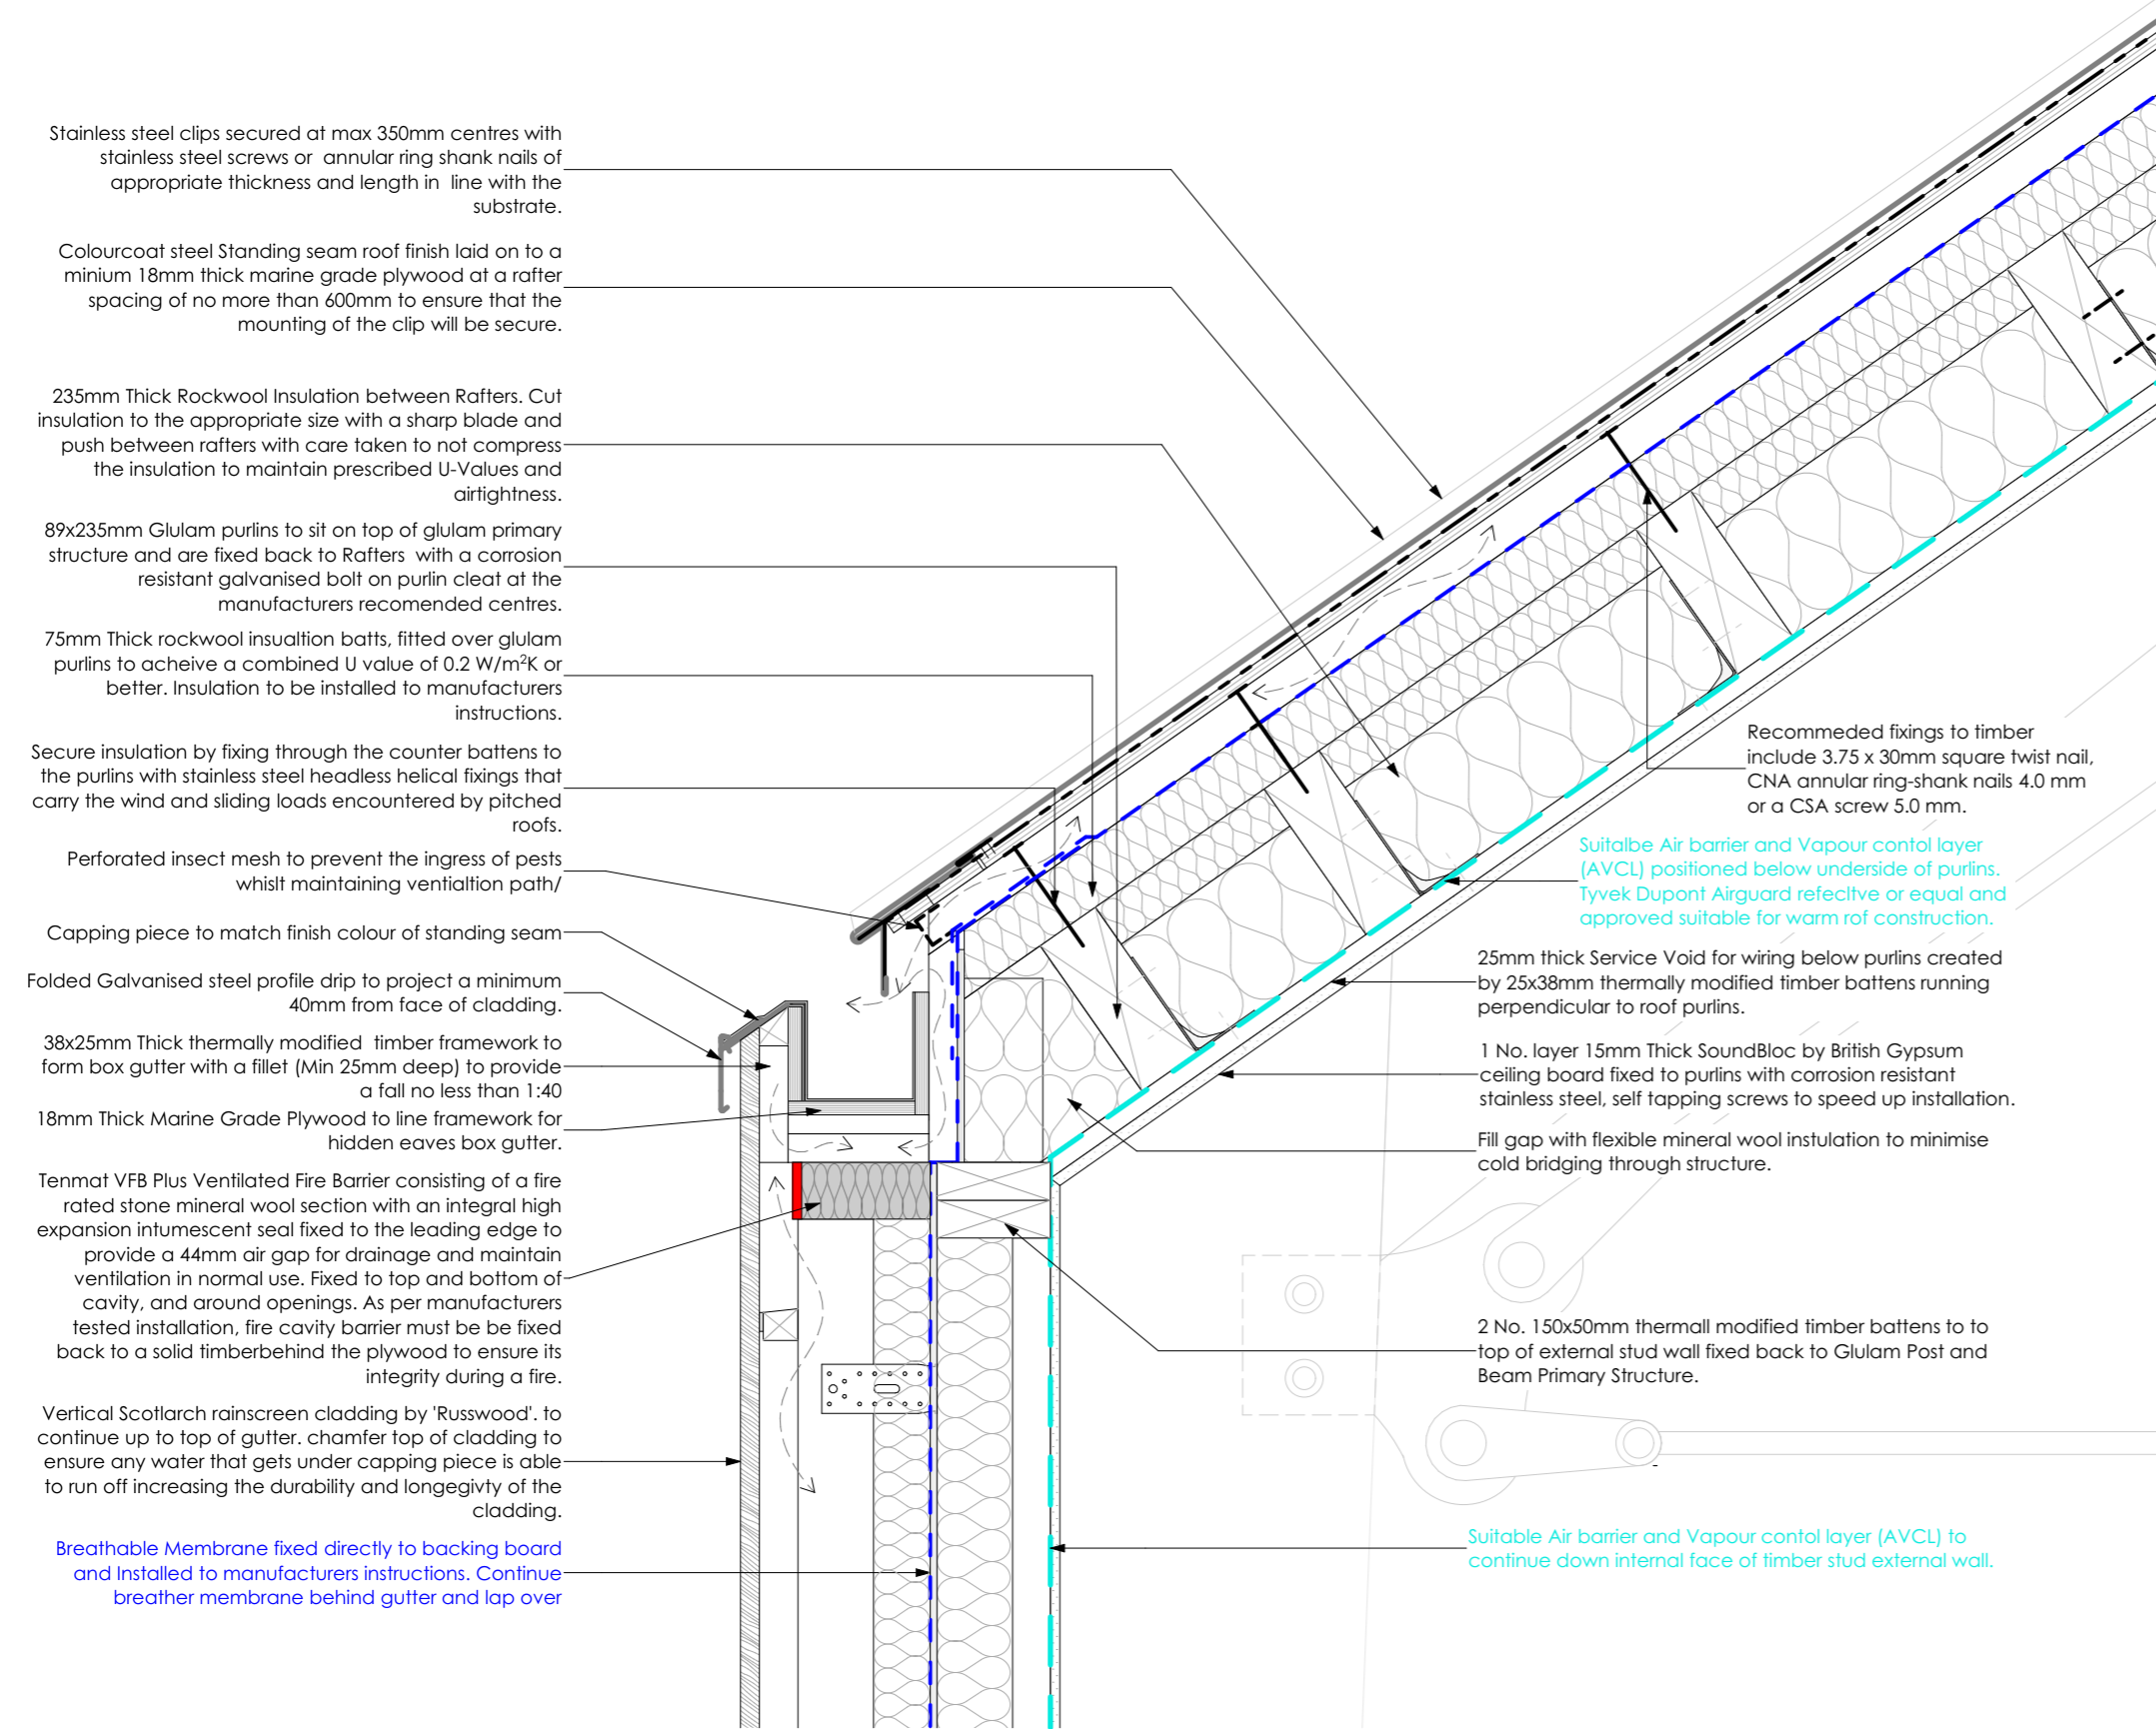 Stainless steel clips secured at max 350mm centres with
stainless steel screws or  annular ring shank nails of
appropriate thickness and length in  line with the
substrate.
Colourcoat steel Standing seam roof finish laid on to a
minium 18mm thick marine grade plywood at a rafter
spacing of no more than 600mm to ensure that the
mounting of the clip will be secure.
235mm Thick Rockwool Insulation between Rafters. Cut
insulation to the appropriate size with a sharp blade and
push between rafters with care taken to not compress
the insulation to maintain prescribed U-Values and
airtightness.
89x235mm Glulam purlins to sit on top of glulam primary
structure and are fixed back to Rafters  with a corrosion
resistant galvanised bolt on purlin cleat at the
manufacturers recomended centres.
75mm Thick rockwool insualtion batts, fitted over glulam
purlins to acheive a combined U value of 0.2 W/m²K or
better. Insulation to be installed to manufacturers
instructions.
Secure insulation by fixing through the counter battens to
the purlins with stainless steel headless helical fixings that
carry the wind and sliding loads encountered by pitched
roofs.
Perforated insect mesh to prevent the ingress of pests
whislt maintaining ventialtion path/
Capping piece to match finish colour of standing seam
Folded Galvanised steel profile drip to project a minimum
40mm from face of cladding.
38x25mm Thick thermally modified  timber framework to
form box gutter with a fillet (Min 25mm deep) to provide
a fall no less than 1:40
18mm Thick Marine Grade Plywood to line framework for
hidden eaves box gutter.
Tenmat VFB Plus Ventilated Fire Barrier consisting of a fire
rated stone mineral wool section with an integral high
expansion intumescent seal fixed to the leading edge to
provide a 44mm air gap for drainage and maintain
ventilation in normal use. Fixed to top and bottom of
cavity, and around openings. As per manufacturers
tested installation, fire cavity barrier must be be fixed
back to a solid timberbehind the plywood to ensure its
integrity during a fire.
Vertical Scotlarch rainscreen cladding by 'Russwood'. to
continue up to top of gutter. chamfer top of cladding to
ensure any water that gets under capping piece is able
to run off increasing the durability and longegivty of the
cladding.
Breathable Membrane fixed directly to backing board
and Installed to manufacturers instructions. Continue
breather membrane behind gutter and lap over
Recommeded fixings to timber
include 3.75 x 30mm square twist nail,
CNA annular ring-shank nails 4.0 mm
or a CSA screw 5.0 mm.
Suitalbe Air barrier and Vapour contol layer
(AVCL) positioned below underside of purlins.
Tyvek Dupont Airguard refecltve or equal and
approved suitable for warm rof construction.
25mm thick Service Void for wiring below purlins created
by 25x38mm thermally modified timber battens running
perpendicular to roof purlins.
1 No. layer 15mm Thick SoundBloc by British Gypsum
ceiling board fixed to purlins with corrosion resistant
stainless steel, self tapping screws to speed up installation.
Fill gap with flexible mineral wool instulation to minimise
cold bridging through structure.
2 No. 150x50mm thermall modified timber battens to to
top of external stud wall fixed back to Glulam Post and
Beam Primary Structure.
Suitable Air barrier and Vapour contol layer (AVCL) to
continue down internal face of timber stud external wall.